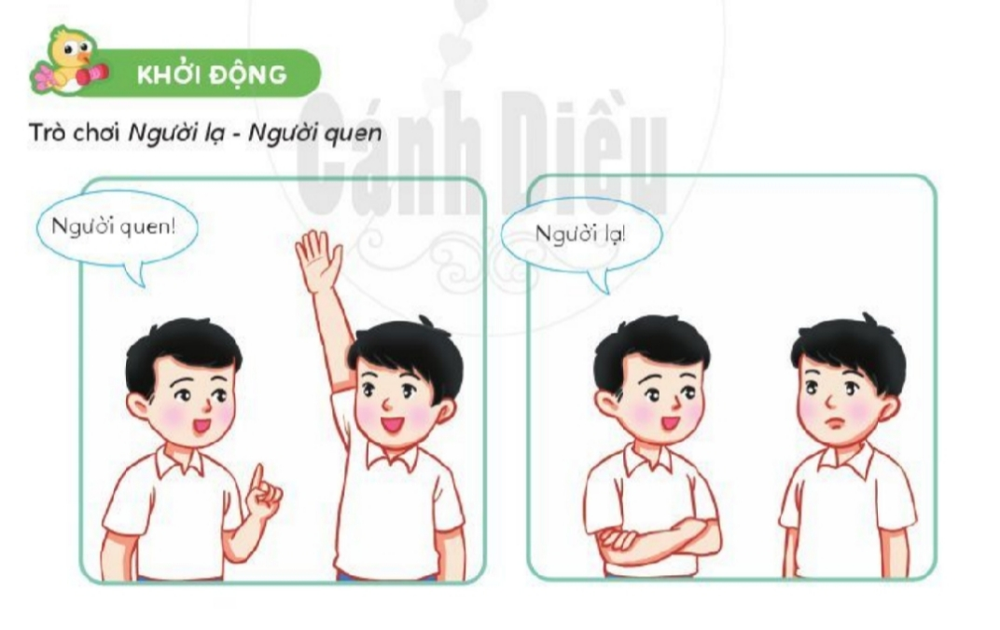 KHỞI ĐỘNG
Cánh Diều
Trò chơi Người lạ - Người quen
Người quen!
Người lạ!